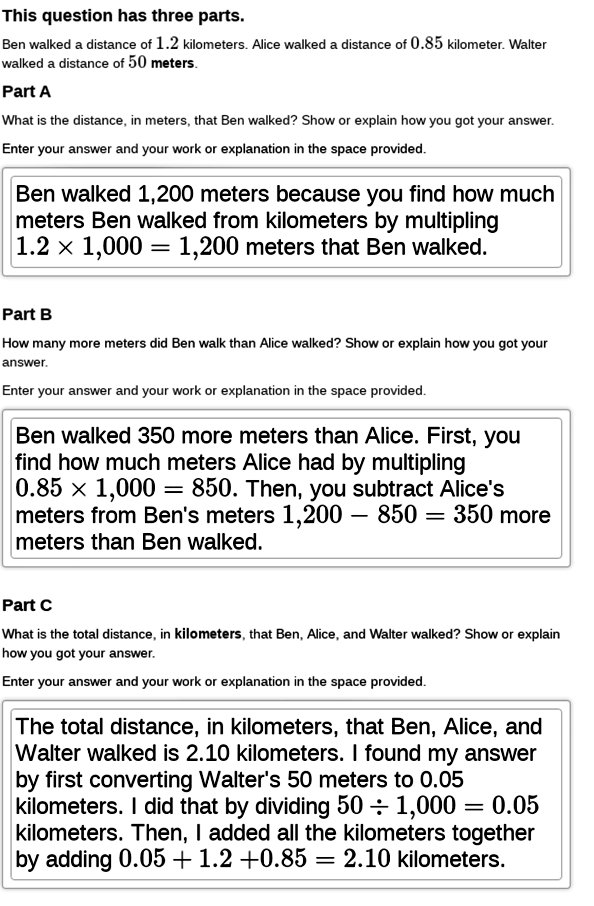 This question has three parts.
Ben walked a distance of 1.2 kilometers. Alice walked a distance of 0.85 kilometer. Walter
walked a distance of 50 meters.
Part A
What is the distance, in meters, that Ben walked? Show or explain how you got your answer.
Enter your answer and your work or explanation in the space provided.
Ben walked 1,200 meters because you find how much
meters Ben walked from kilometers by multipling
1.2 × 1,000 = 1,200 meters that Ben walked.
Part B
How many more meters did Ben walk than Alice walked? Show or explain how you got your
answer.
Enter your answer and your work or explanation in the space provided.
Ben walked 350 more meters than Alice. First, you
find how much meters Alice had by multipling
0.85 × 1,000 = 850. Then, you subtract Alice's
meters from Ben's meters 1,200 − 850 = 350 more
meters than Ben walked.
Part C
What is the total distance, in kilometers, that Ben, Alice, and Walter walked? Show or explain
how you got your answer.
Enter your answer and your work or explanation in the space provided.
The total distance, in kilometers, that Ben, Alice, and
Walter walked is 2.10 kilometers. I found my answer
by first converting Walter's 50 meters to 0.05
kilometers. I did that by dividing 50 ÷ 1,000 = 0.05
kilometers. Then, I added all the kilometers together
by adding 0.05 + 1.2 +0.85 = 2.10 kilometers.